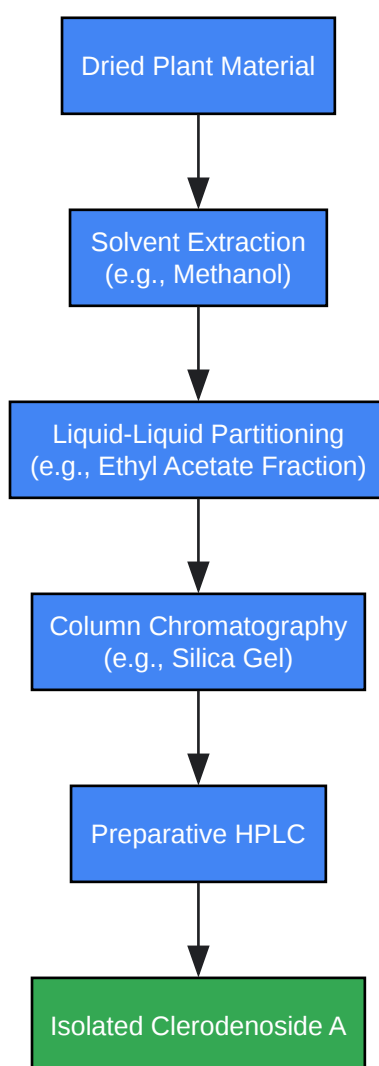 Dried Plant Material
Solvent Extraction
(e.g., Methanol)
Liquid-Liquid Partitioning
(e.g., Ethyl Acetate Fraction)
Column Chromatography
(e.g., Silica Gel)
Preparative HPLC
Isolated Clerodenoside A